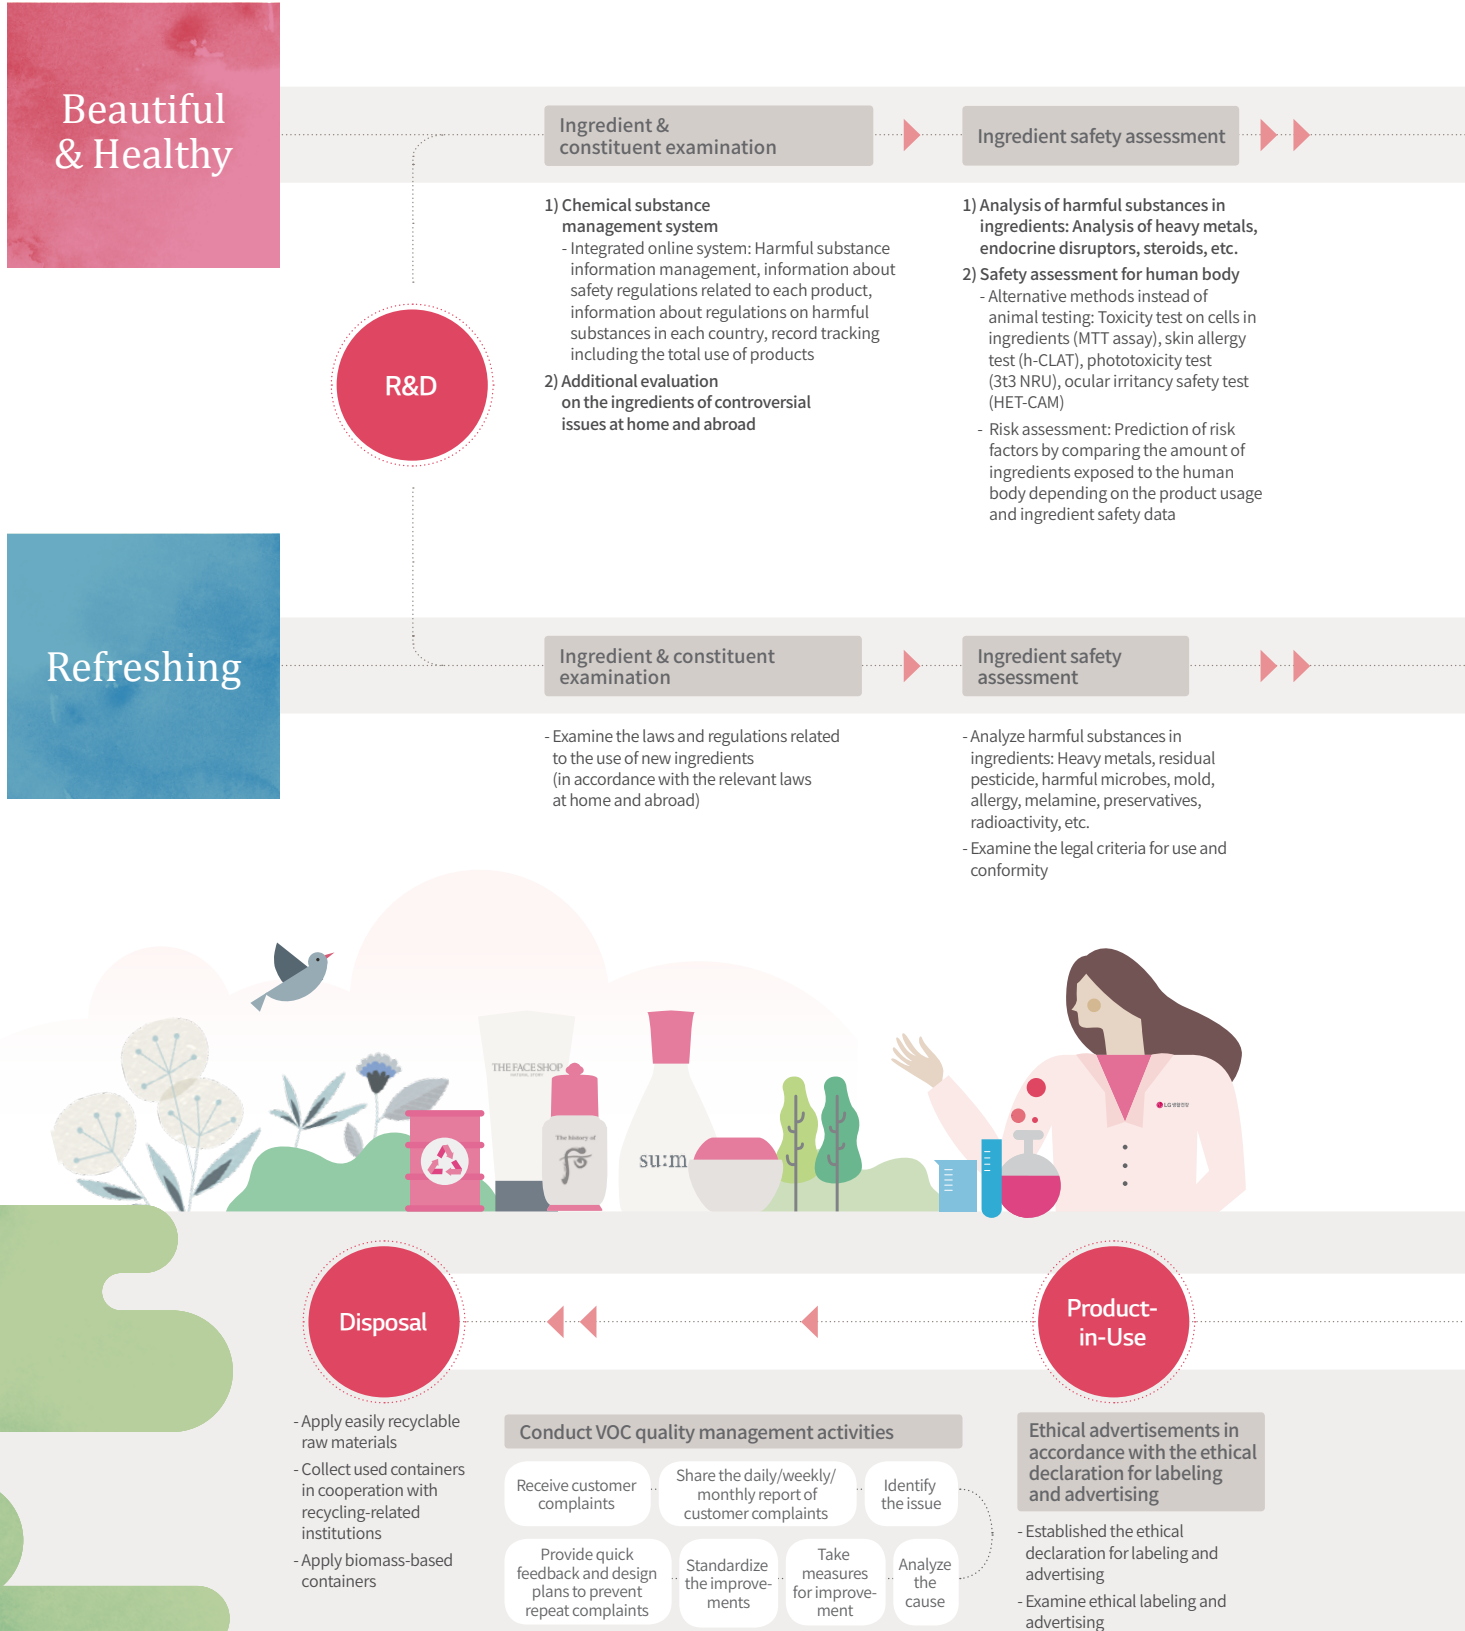 Beautiful
& Healthy
Ingredient &
constituent examination
Ingredient safety assessment
1) Chemical substance
management system
- Integrated online system: Harmful substance
information management, information about
safety regulations related to each product,
information about regulations on harmful
substances in each country, record tracking
including the total use of products
2) Additional evaluation
on the ingredients of controversial
issues at home and abroad
1) Analysis of harmful substances in
ingredients: Analysis of heavy metals,
endocrine disruptors, steroids, etc.
2) Safety assessment for human body
- Alternative methods instead of
animal testing: Toxicity test on cells in
ingredients (MTT assay), skin allergy
test (h-CLAT), phototoxicity test
(3t3 NRU), ocular irritancy safety test
(HET-CAM)
- Risk assessment: Prediction of risk
factors by comparing the amount of
ingredients exposed to the human
body depending on the product usage
and ingredient safety data
R&D
Refreshing
Ingredient & constituent
examination
Ingredient safety
assessment
- Examine the laws and regulations related
to the use of new ingredients
(in accordance with the relevant laws
at home and abroad)
- Analyze harmful substances in
ingredients: Heavy metals, residual
pesticide, harmful microbes, mold,
allergy, melamine, preservatives,
radioactivity, etc.
- Examine the legal criteria for use and
conformity
THE FACE SHOP
NATURAL STORY
The history of
su:m
LG생활건강
Disposal
Product-
in-Use
- Apply easily recyclable
raw materials
- Collect used containers
in cooperation with
recycling-related
institutions
- Apply biomass-based
containers
Conduct VOC quality management activities
Receive customer
complaints
Share the daily/weekly/
monthly report of
customer complaints
Identify
the issue
Provide quick
feedback and design
plans to prevent
repeat complaints
Standardize
the improve-
ments
Take
measures
for improve-
ment
Analyze
the
cause
Ethical advertisements in
accordance with the ethical
declaration for labeling
and advertising
- Established the ethical
declaration for labeling and
advertising
- Examine ethical labeling and
advertising